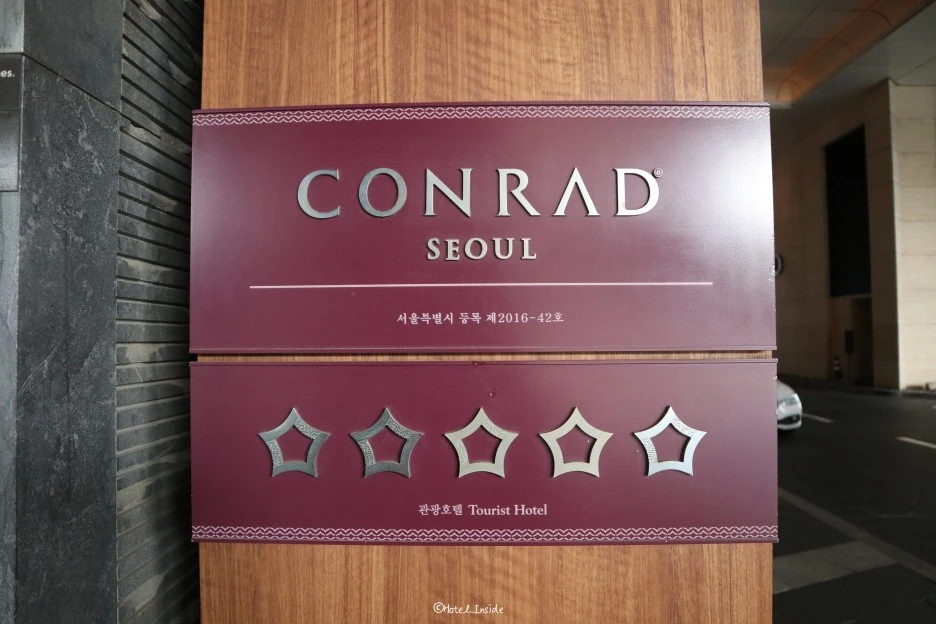 es.
CONRAD®
SEOUL
서울특별시 등록 제2016-42호
관광호텔 Tourist Hotel
©Hotel_Inside